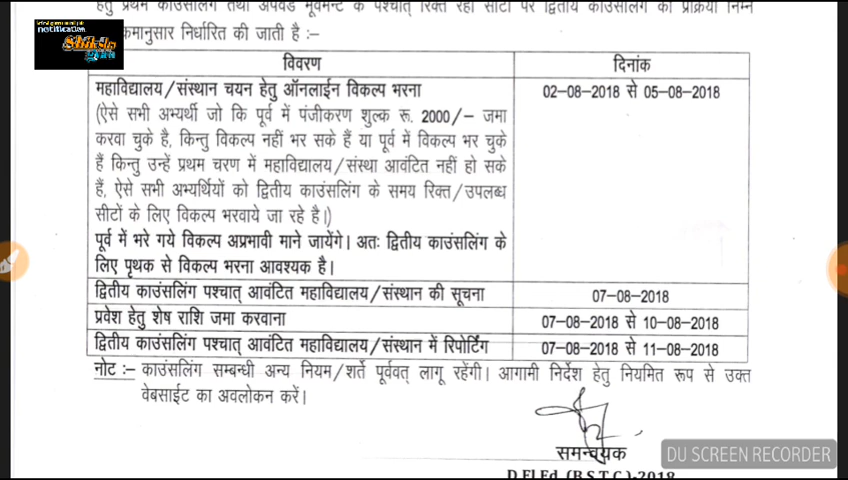 हेतु प्रथम काउंसलिंग तथा अपवर्ड मूवमेन्ट के पश्चात् रिक्त रही सीटों पर द्वितीय काउंसलिंग की प्रक्रिया निम्न
notification
कमानुसार निर्धारित की जाती है :–
विवरण
दिनांक
महाविद्यालय/संस्थान चयन हेतु ऑनलाईन विकल्प भरना
02–08–2018 से 05–08–2018
(ऐसे सभी अभ्यर्थी जो कि पूर्व में पंजीकरण शुल्क रू. 2000/– जमा
करवा चुके है, किन्तु विकल्प नहीं भर सके हैं या पूर्व में विकल्प भर चुके
हैं किन्तु उन्हें प्रथम चरण में महाविद्यालय/संस्था आवंटित नहीं हो सके
हैं, ऐसे सभी अभ्यर्थियों को द्वितीय काउंसलिंग के समय रिक्त/उपलब्ध
सीटों के लिए विकल्प भरवाये जा रहे है।)
पूर्व में भरे गये विकल्प अप्रभावी माने जायेंगे। अतः द्वितीय काउंसलिंग के
लिए पृथक से विकल्प भरना आवश्यक है।
द्वितीय काउंसलिंग पश्चात् आवंटित महाविद्यालय/संस्थान की सूचना
07–08–2018
प्रवेश हेतु शेष राशि जमा करवाना
07–08–2018 से 10–08–2018
द्वितीय काउंसलिंग पश्चात् आवंटित महाविद्यालय/संस्थान में रिपोर्टिंग
07–08–2018 से 11–08–2018
नोट :– काउंसलिंग सम्बन्धी अन्य नियम/शर्ते पूर्ववत् लागू रहेंगी। आगामी निर्देश हेतु नियमित रूप से उक्त
वेबसाईट का अवलोकन करें।
समन्वयक
DU SCREEN RECORDER
D.El.Ed. (B.S.T.C.)-2018